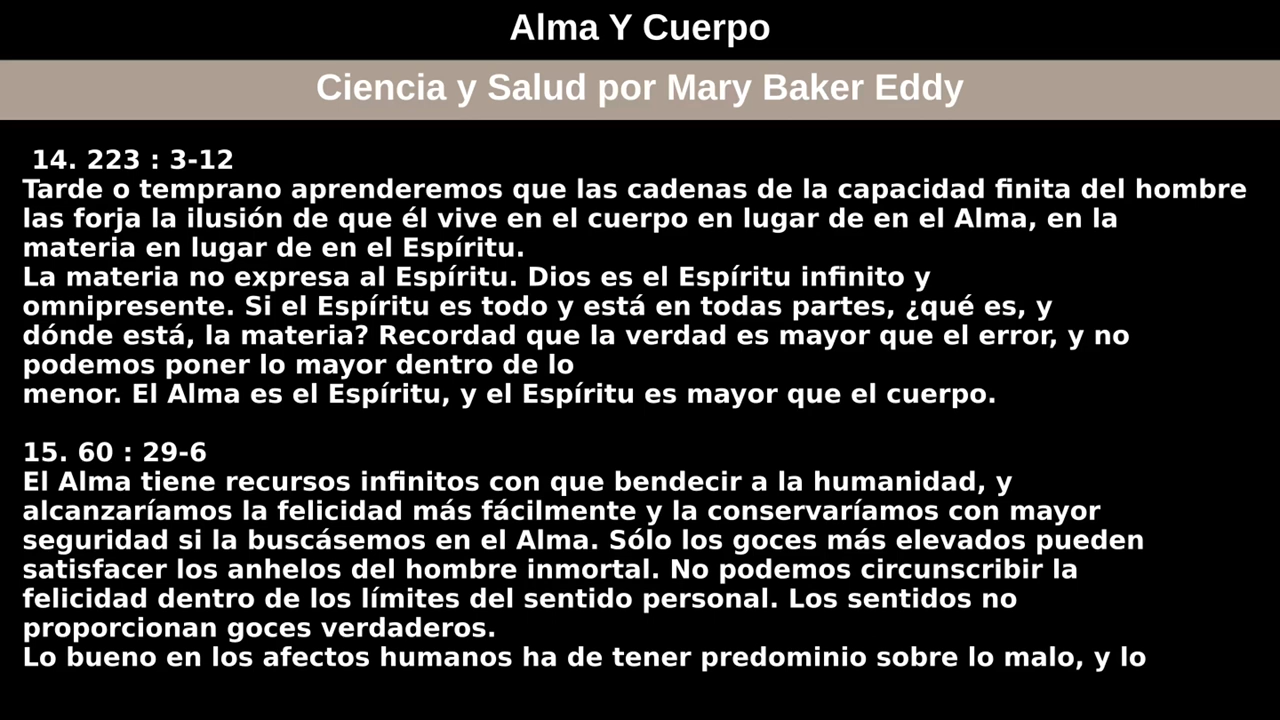 Alma Y Cuerpo
Ciencia y Salud por Mary Baker Eddy
14. 223 : 3-12
Tarde o temprano aprenderemos que las cadenas de la capacidad finita del hombre
las forja la ilusión de que él vive en el cuerpo en lugar de en el Alma, en la
materia en lugar de en el Espíritu.
La materia no expresa al Espíritu. Dios es el Espíritu infinito y
omnipresente. Si el Espíritu es todo y está en todas partes, ¿qué es, y
dónde está, la materia? Recordad que la verdad es mayor que el error, y no
podemos poner lo mayor dentro de lo
menor. El Alma es el Espíritu, y el Espíritu es mayor que el cuerpo.
15. 60 : 29-6
El Alma tiene recursos infinitos con que bendecir a la humanidad, y
alcanzaríamos la felicidad más fácilmente y la conservaríamos con mayor
seguridad si la buscásemos en el Alma. Sólo los goces más elevados pueden
satisfacer los anhelos del hombre inmortal. No podemos circunscribir la
felicidad dentro de los límites del sentido personal. Los sentidos no
proporcionan goces verdaderos.
Lo bueno en los afectos humanos ha de tener predominio sobre lo malo, y lo